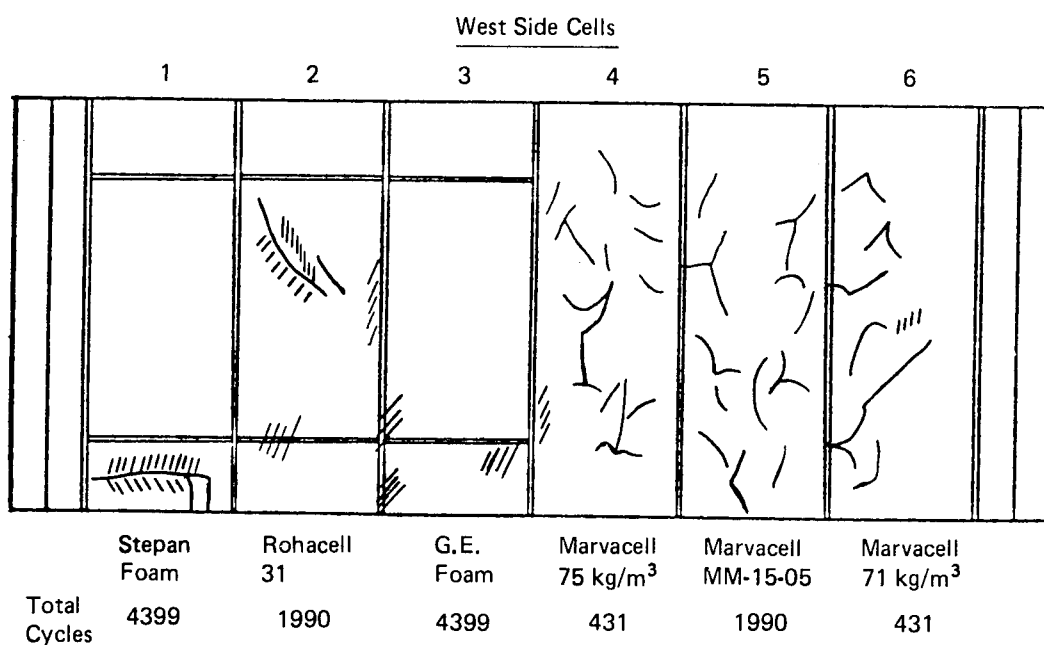 West Side Cells
1 2 3 4 5 6
Stepan Rohacell G.E. Marvacell Marvacell Marvacell
Foam 31 Foam 75 kg/m³ MM-15-05 71 kg/m³
Total
Cycles 4399 1990 4399 431 1990 431